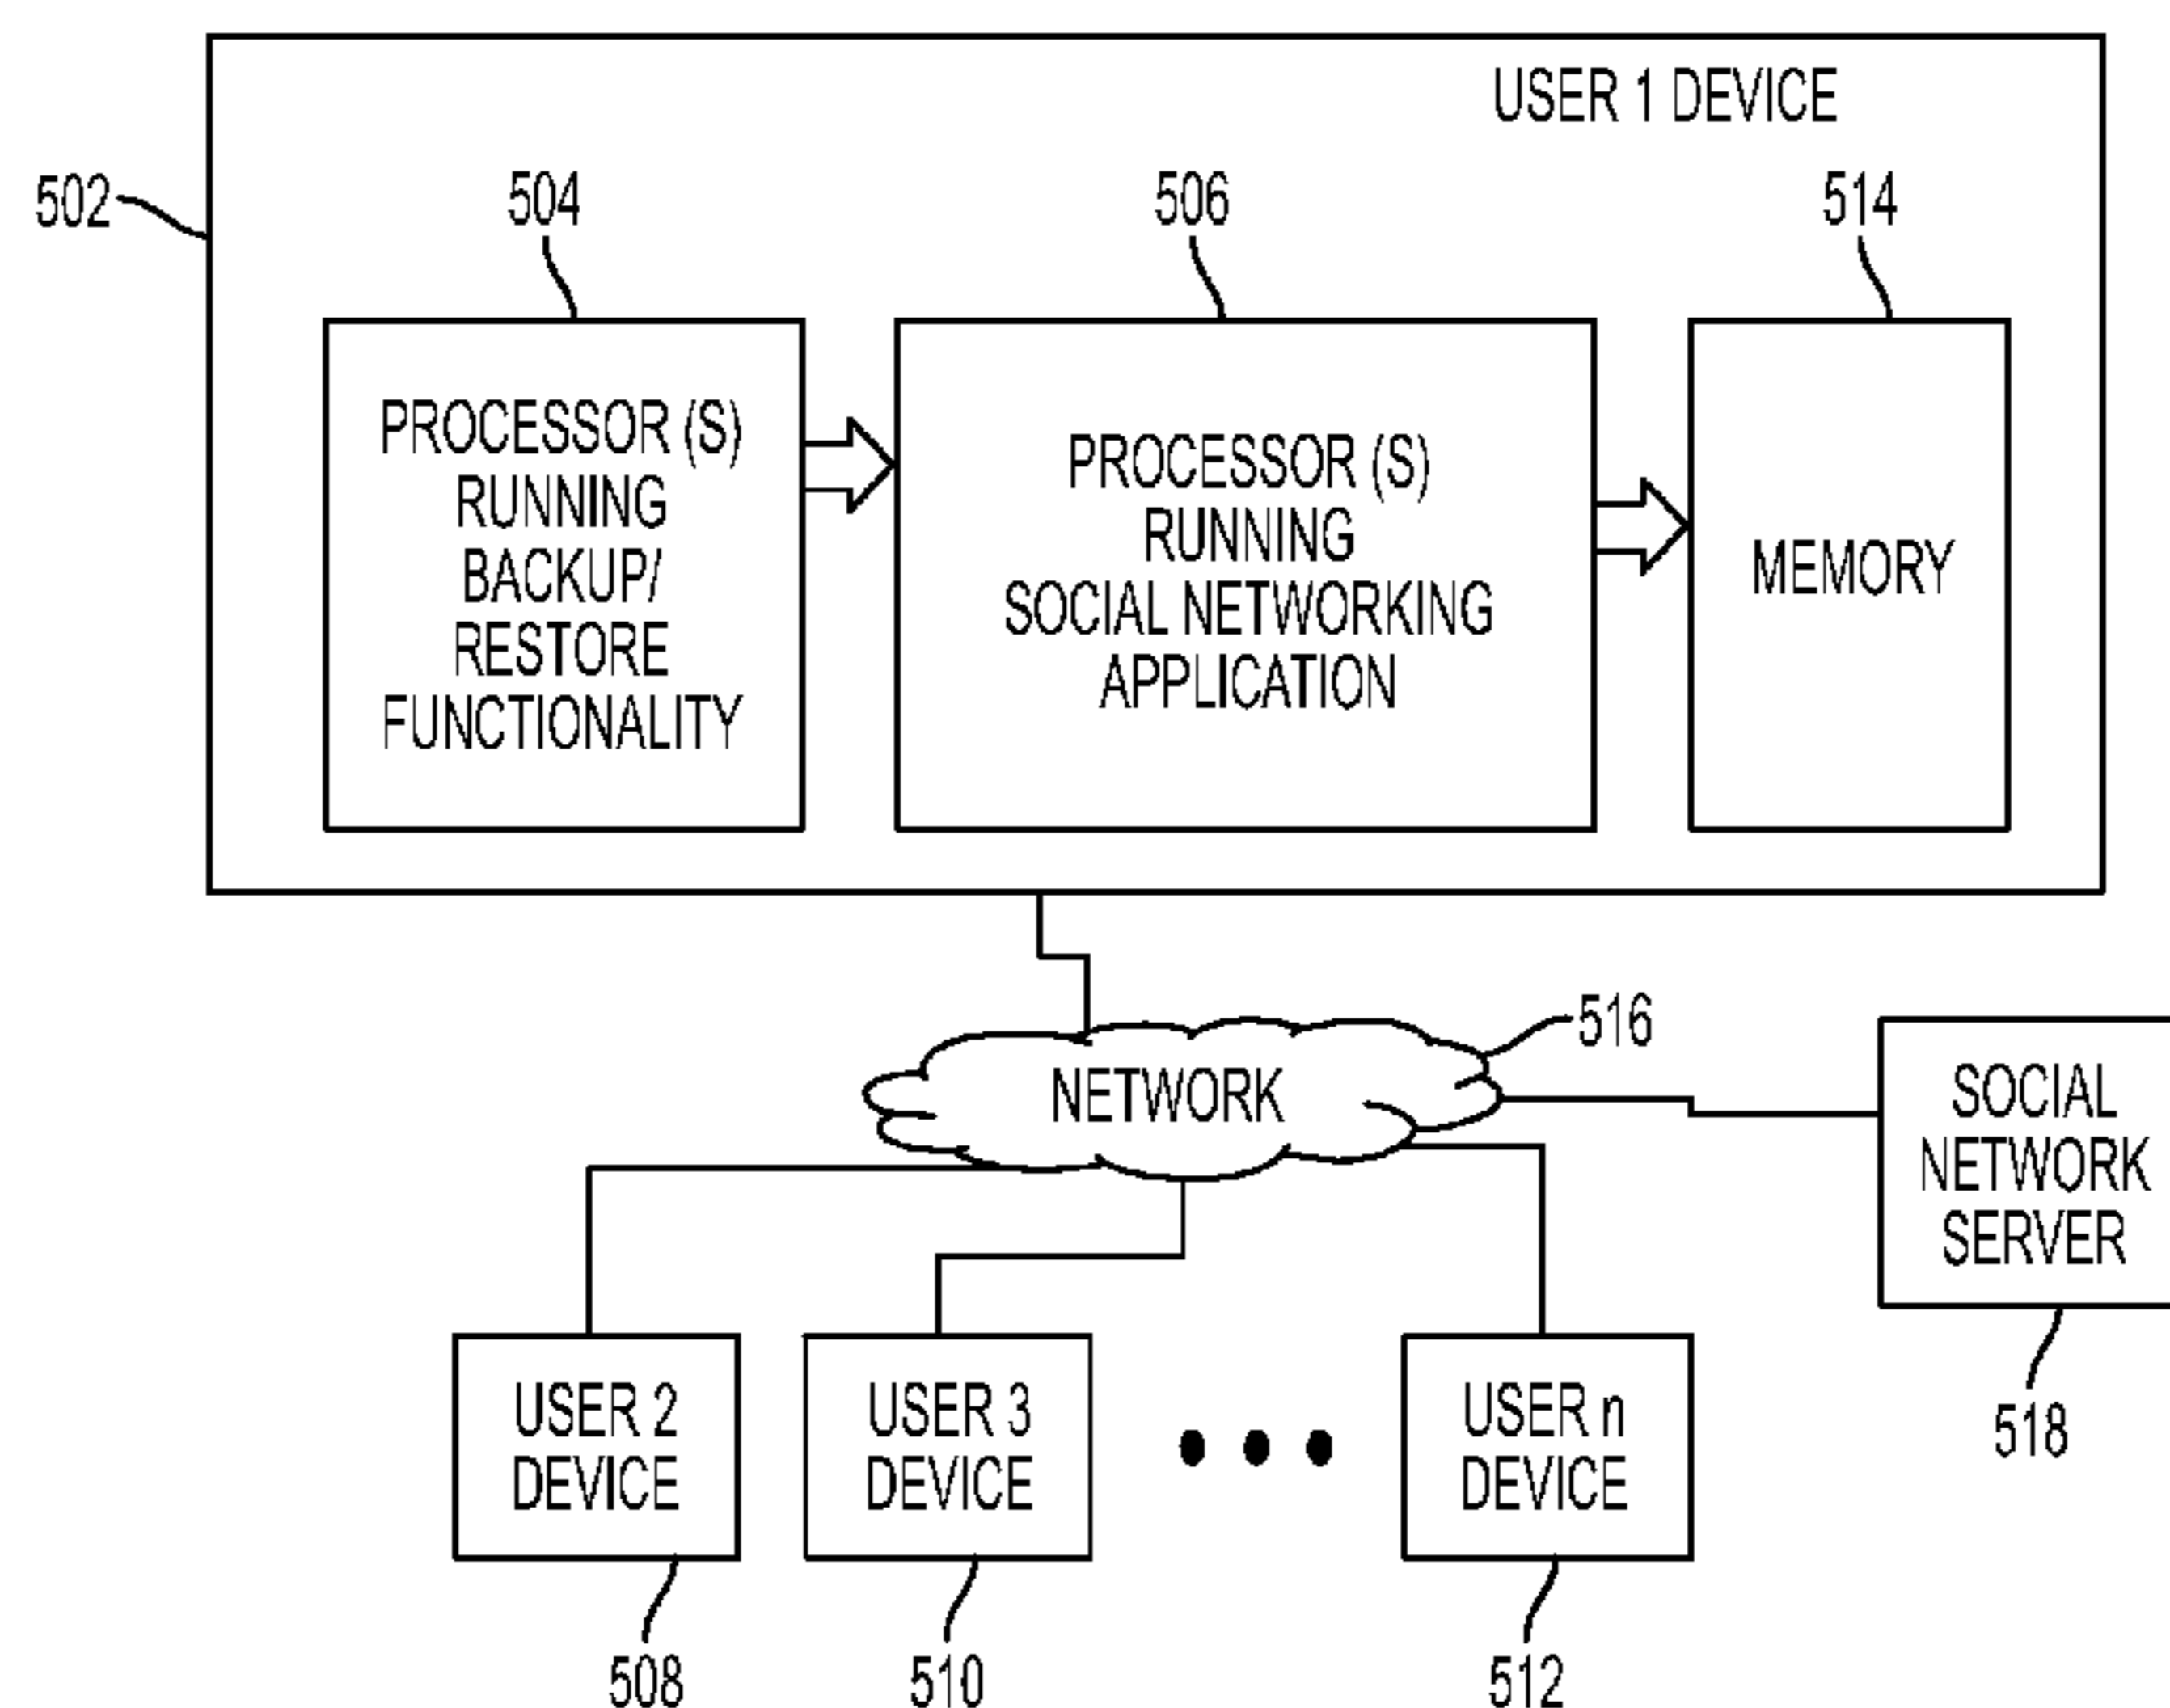 USER 1 DEVICE
502
504
506
514
PROCESSOR (S)
RUNNING
BACKUP/
RESTORE
FUNCTIONALITY
PROCESSOR (S)
RUNNING
SOCIAL NETWORKING
APPLICATION
MEMORY
516
NETWORK
SOCIAL
NETWORK
SERVER
518
USER 2
DEVICE
USER 3
DEVICE
USER n
DEVICE
508
510
512